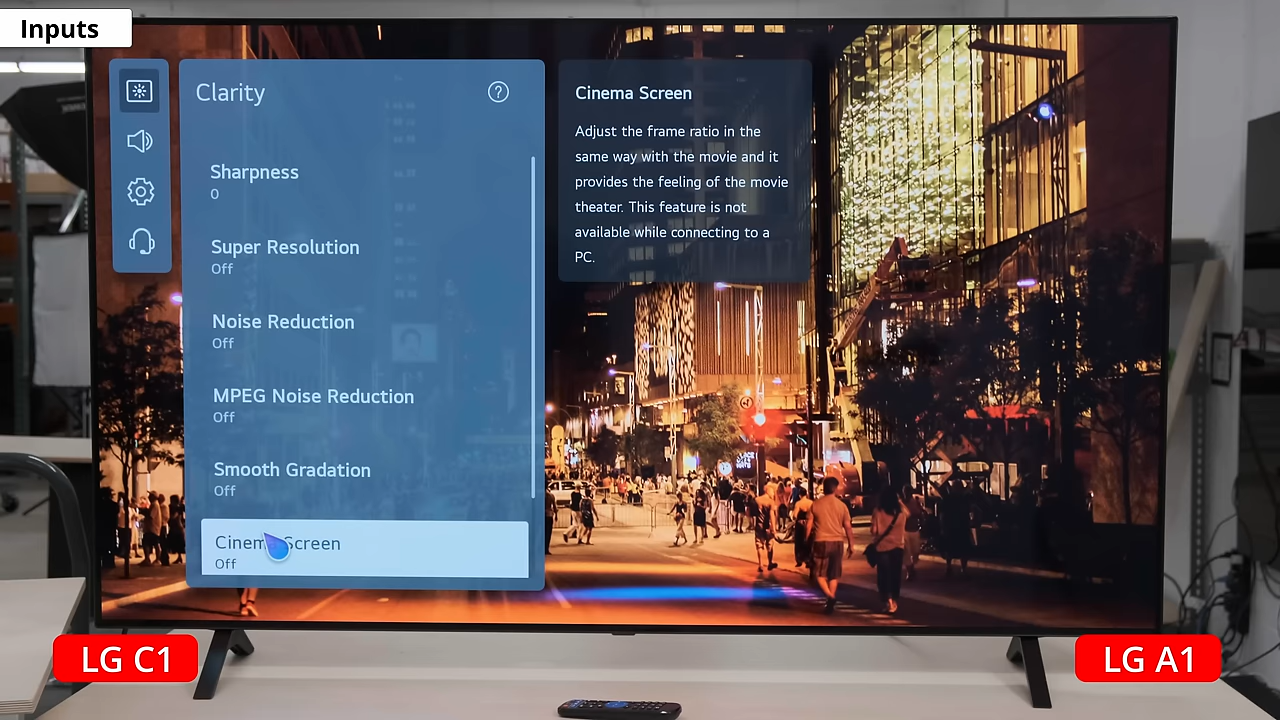 Inputs
Clarity
?
Sharpness
0
Super Resolution
Off
Noise Reduction
Off
MPEG Noise Reduction
Off
Smooth Gradation
Off
Cinema Screen
Off
Cinema Screen
Adjust the frame ratio in the
same way with the movie and it
provides the feeling of the movie
theater. This feature is not
available while connecting to a
PC.
LG C1
LG A1